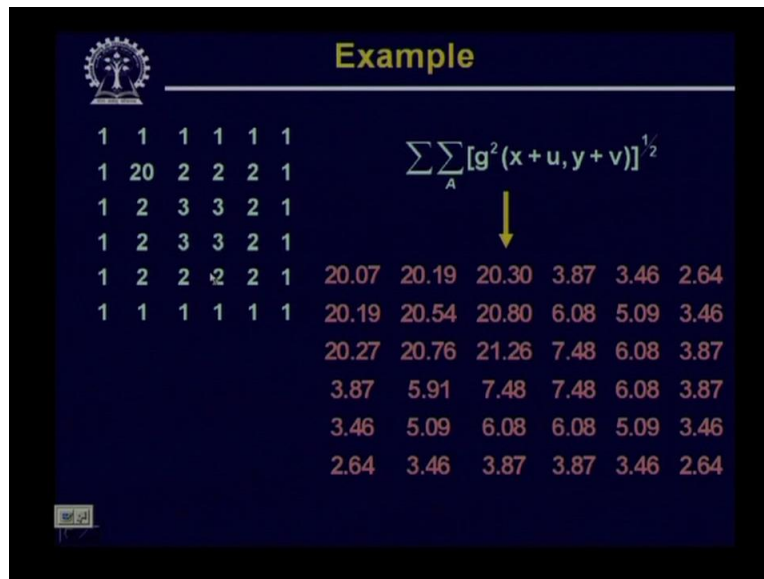 Example
1 1 1 1 1 1
1 20 2 2 2 1
1 2 3 3 2 1
1 2 3 3 2 1
1 2 2 2 2 1
1 1 1 1 1 1
∑∑[g²(x + u, y + v)]^½
A
20.07 20.19 20.30 3.87 3.46 2.64
20.19 20.54 20.80 6.08 5.09 3.46
20.27 20.76 21.26 7.48 6.08 3.87
3.87 5.91 7.48 7.48 6.08 3.87
3.46 5.09 6.08 6.08 5.09 3.46
2.64 3.46 3.87 3.87 3.46 2.64